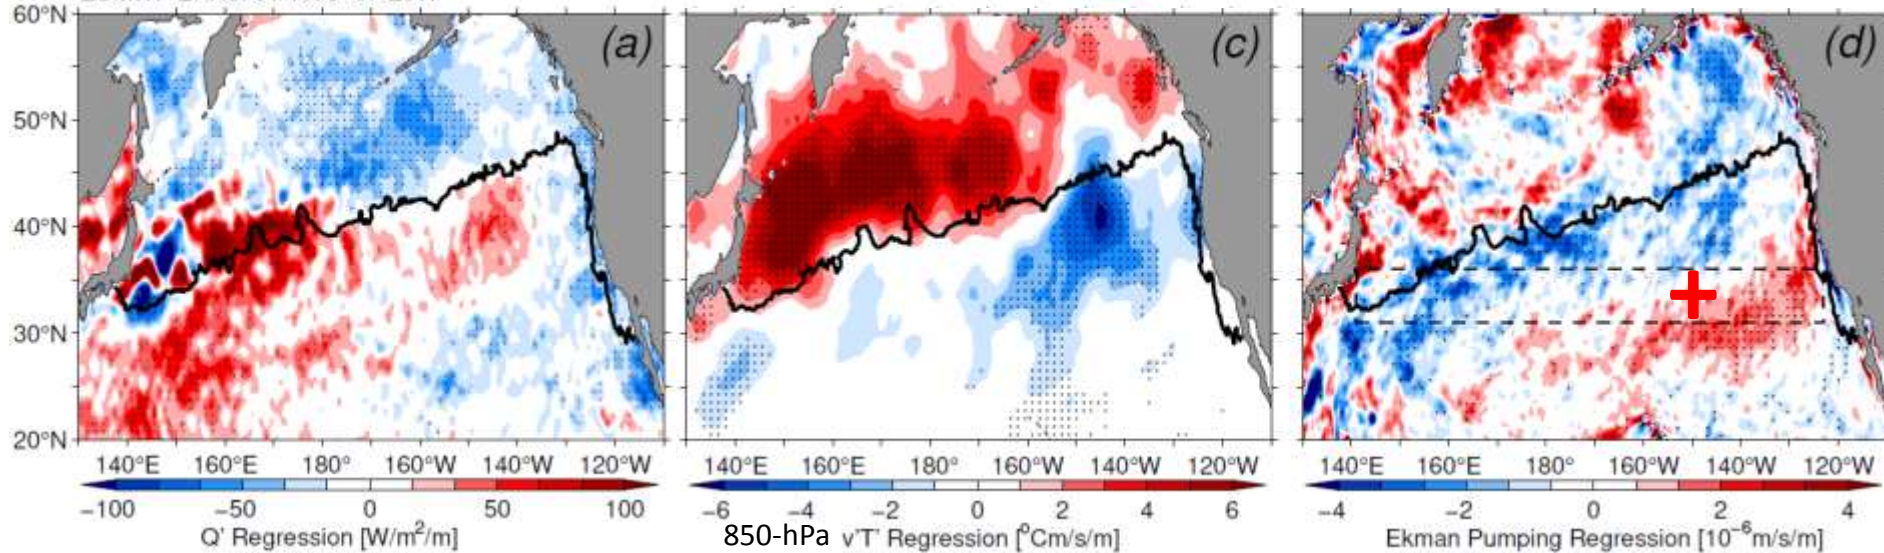 60°N
50°N
40°N
30°N
20°N
(a)
(c)
(d)
140°E 160°E 180° 160°W 140°W 120°W
140°E 160°E 180° 160°W 140°W 120°W
140°E 160°E 180° 160°W 140°W 120°W
−100 −50 0 50 100
Q' Regression [W/m²/m]
−6 −4 −2 0 2 4 6
850-hPa v'T' Regression [°Cm/s/m]
−4 −2 0 2 4
Ekman Pumping Regression [10⁻⁶m/s/m]